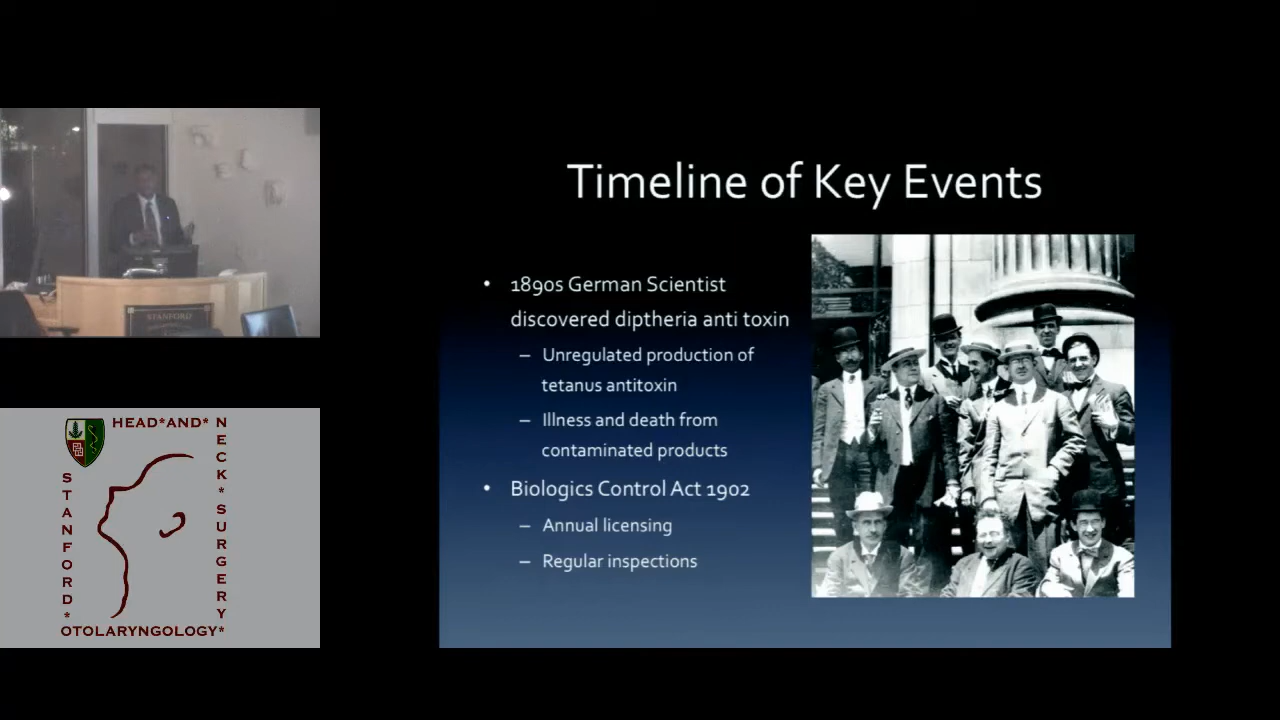 Timeline of Key Events
• 1890s German Scientist
discovered diptheria anti toxin
– Unregulated production of
tetanus antitoxin
– Illness and death from
contaminated products
• Biologics Control Act 1902
– Annual licensing
– Regular inspections
STANFORD
HEAD*AND*
NECK*SURGERY*
STANFORD*
OTOLARYNGOLOGY*